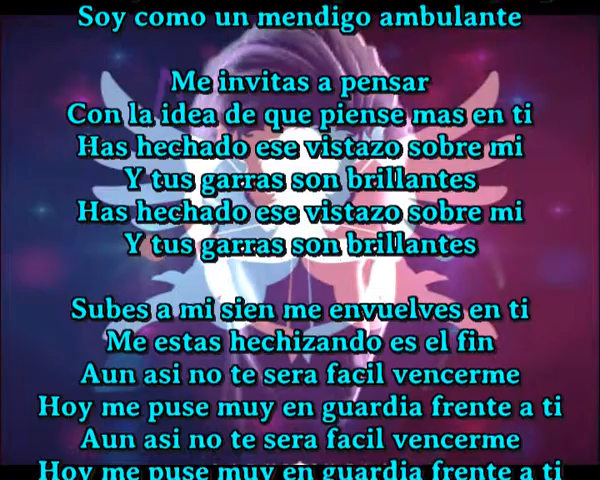 Soy como un mendigo ambulante
Me invitas a pensar
Con la idea de que piense mas en ti
Has hechado ese vistazo sobre mi
Y tus garras son brillantes
Has hechado ese vistazo sobre mi
Y tus garras son brillantes
Subes a mi sien me envuelves en ti
Me estas hechizando es el fin
Aun asi no te sera facil vencerme
Hoy me puse muy en guardia frente a ti
Aun asi no te sera facil vencerme
Hoy me puse muy en guardia frente a ti